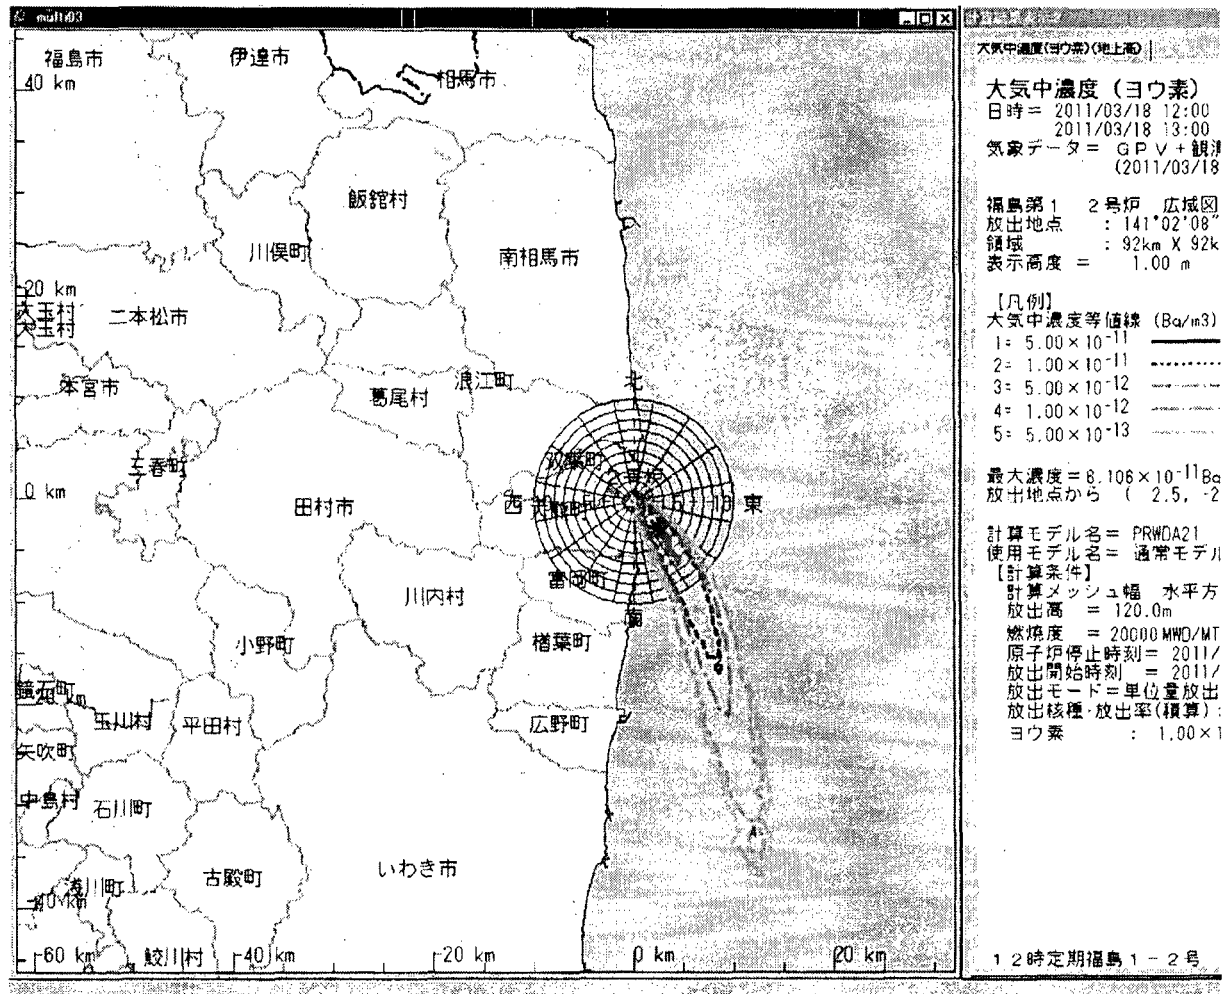 multi03
福島市
伊達市
相馬市
40 km
飯舘村
川俣町
南相馬市
20 km
大玉村
二本松市
本宮市
浪江町
北
葛尾村
三春町
双葉町
0 km
田村市
西
東
富岡町
川内村
南
小野町
楢葉町
鏡石町
玉川村
平田村
広野町
矢吹町
中島村
石川町
古殿町
いわき市
浅川町
-40 km
鮫川村
-60 km
-40 km
-20 km
0 km
20 km
大気中濃度(ヨウ素)(地上高)
大気中濃度(ヨウ素)
日時= 2011/03/18 12:00
2011/03/18 13:00
気象データ= GPV+観測
(2011/03/18
福島第1 2号炉 広域図
放出地点 : 141°02'08"
領域 : 92km X 92k
表示高度 = 1.00 m
【凡例】
大気中濃度等値線 (Bq/m3)
1= 5.00×10⁻¹¹
2= 1.00×10⁻¹¹
3= 5.00×10⁻¹²
4= 1.00×10⁻¹²
5= 5.00×10⁻¹³
最大濃度=8.106×10⁻¹¹Bq
放出地点から ( 2.5, -2
計算モデル名= PRWDA21
使用モデル名= 通常モデル
【計算条件】
計算メッシュ幅 水平方
放出高 = 120.0m
燃焼度 = 20000MWD/MT
原子炉停止時刻= 2011/
放出開始時刻 = 2011/
放出モード=単位量放出
放出核種・放出率(積算):
ヨウ素 : 1.00×1
12時定期福島1-2号